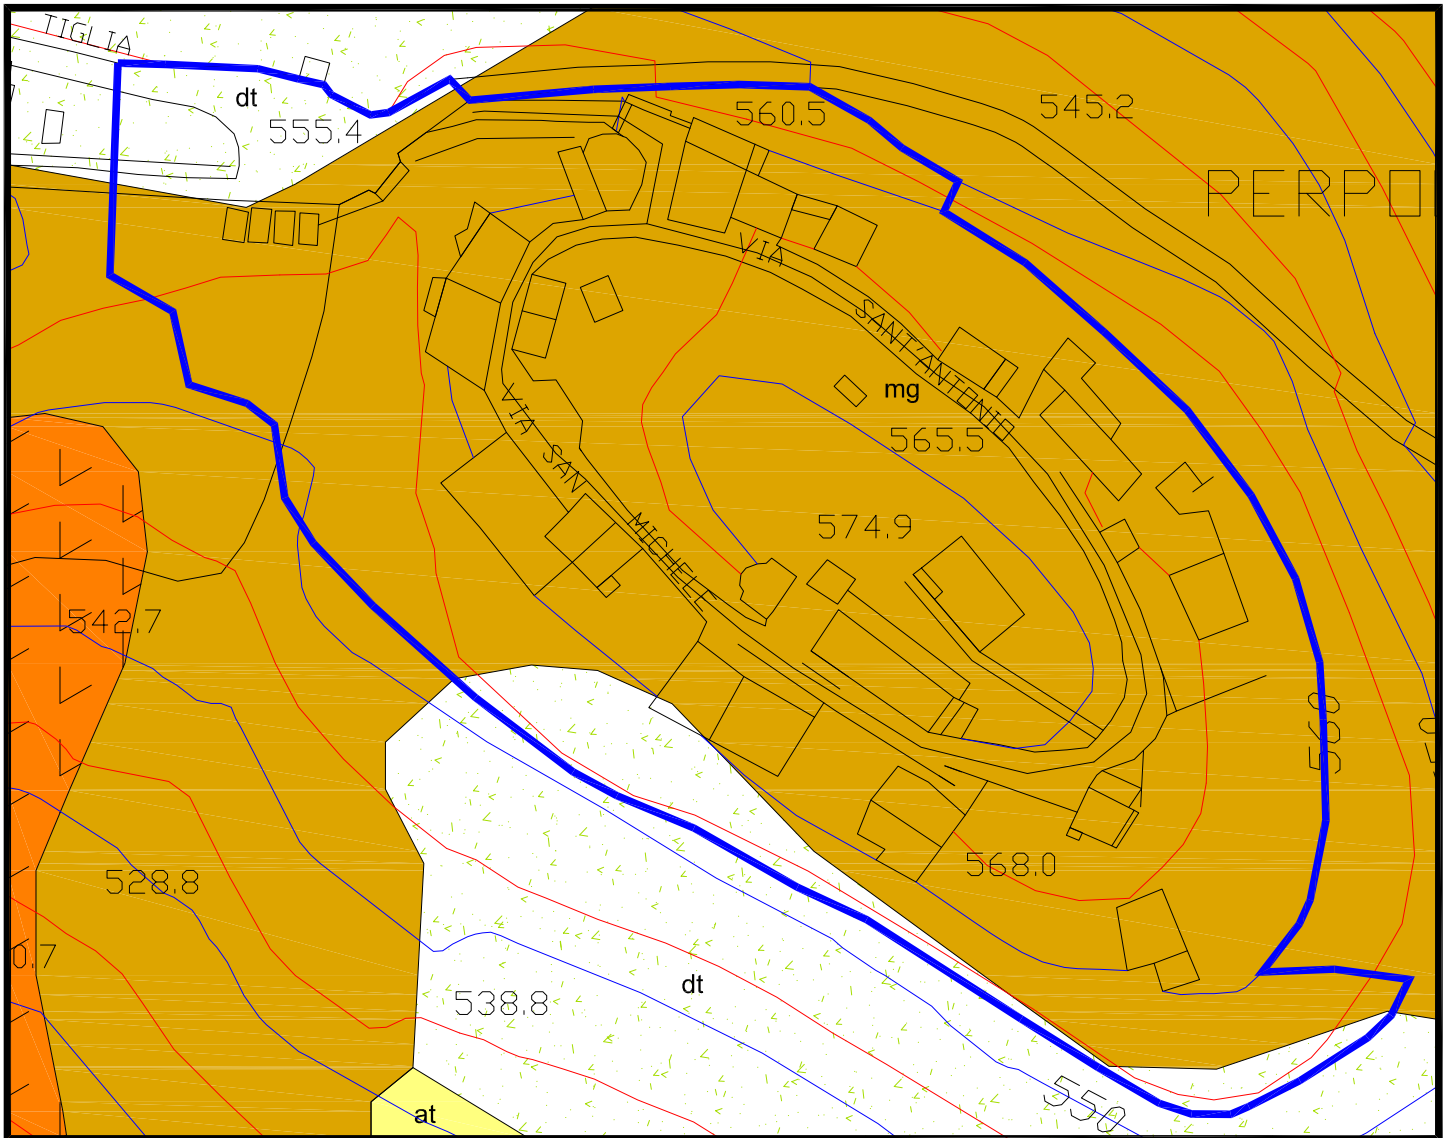 TIGLIA
dt
555.4
560.5
545.2
PERPO
VIA
SANT'ANTONIO
mg
565.5
VIA SAN MICHELE
574.9
542.7
560
528.8
568.0
0.7
dt
538.8
550
at